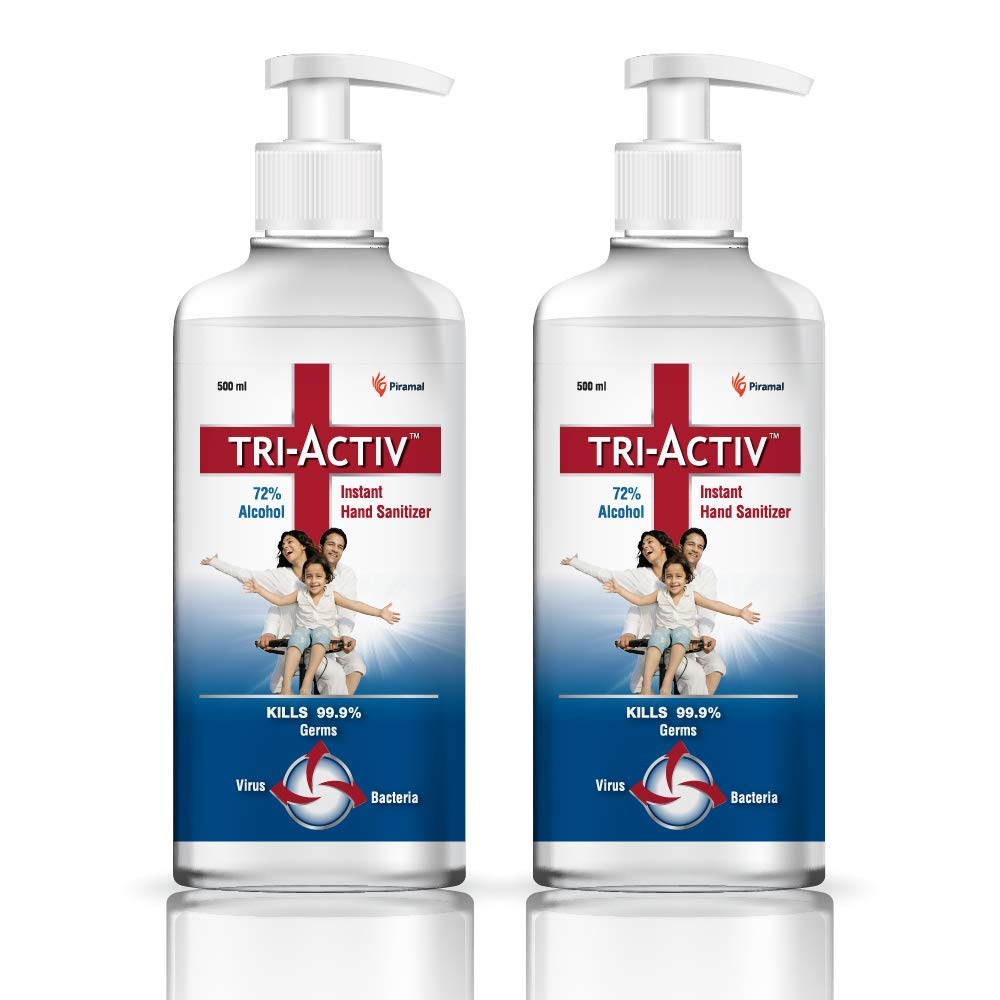 500 ml
Piramal
TRI-ACTIV™
72%
Alcohol
Instant
Hand Sanitizer
KILLS 99.9%
Germs
Virus
Bacteria
500 ml
Piramal
TRI-ACTIV™
72%
Alcohol
Instant
Hand Sanitizer
KILLS 99.9%
Germs
Virus
Bacteria